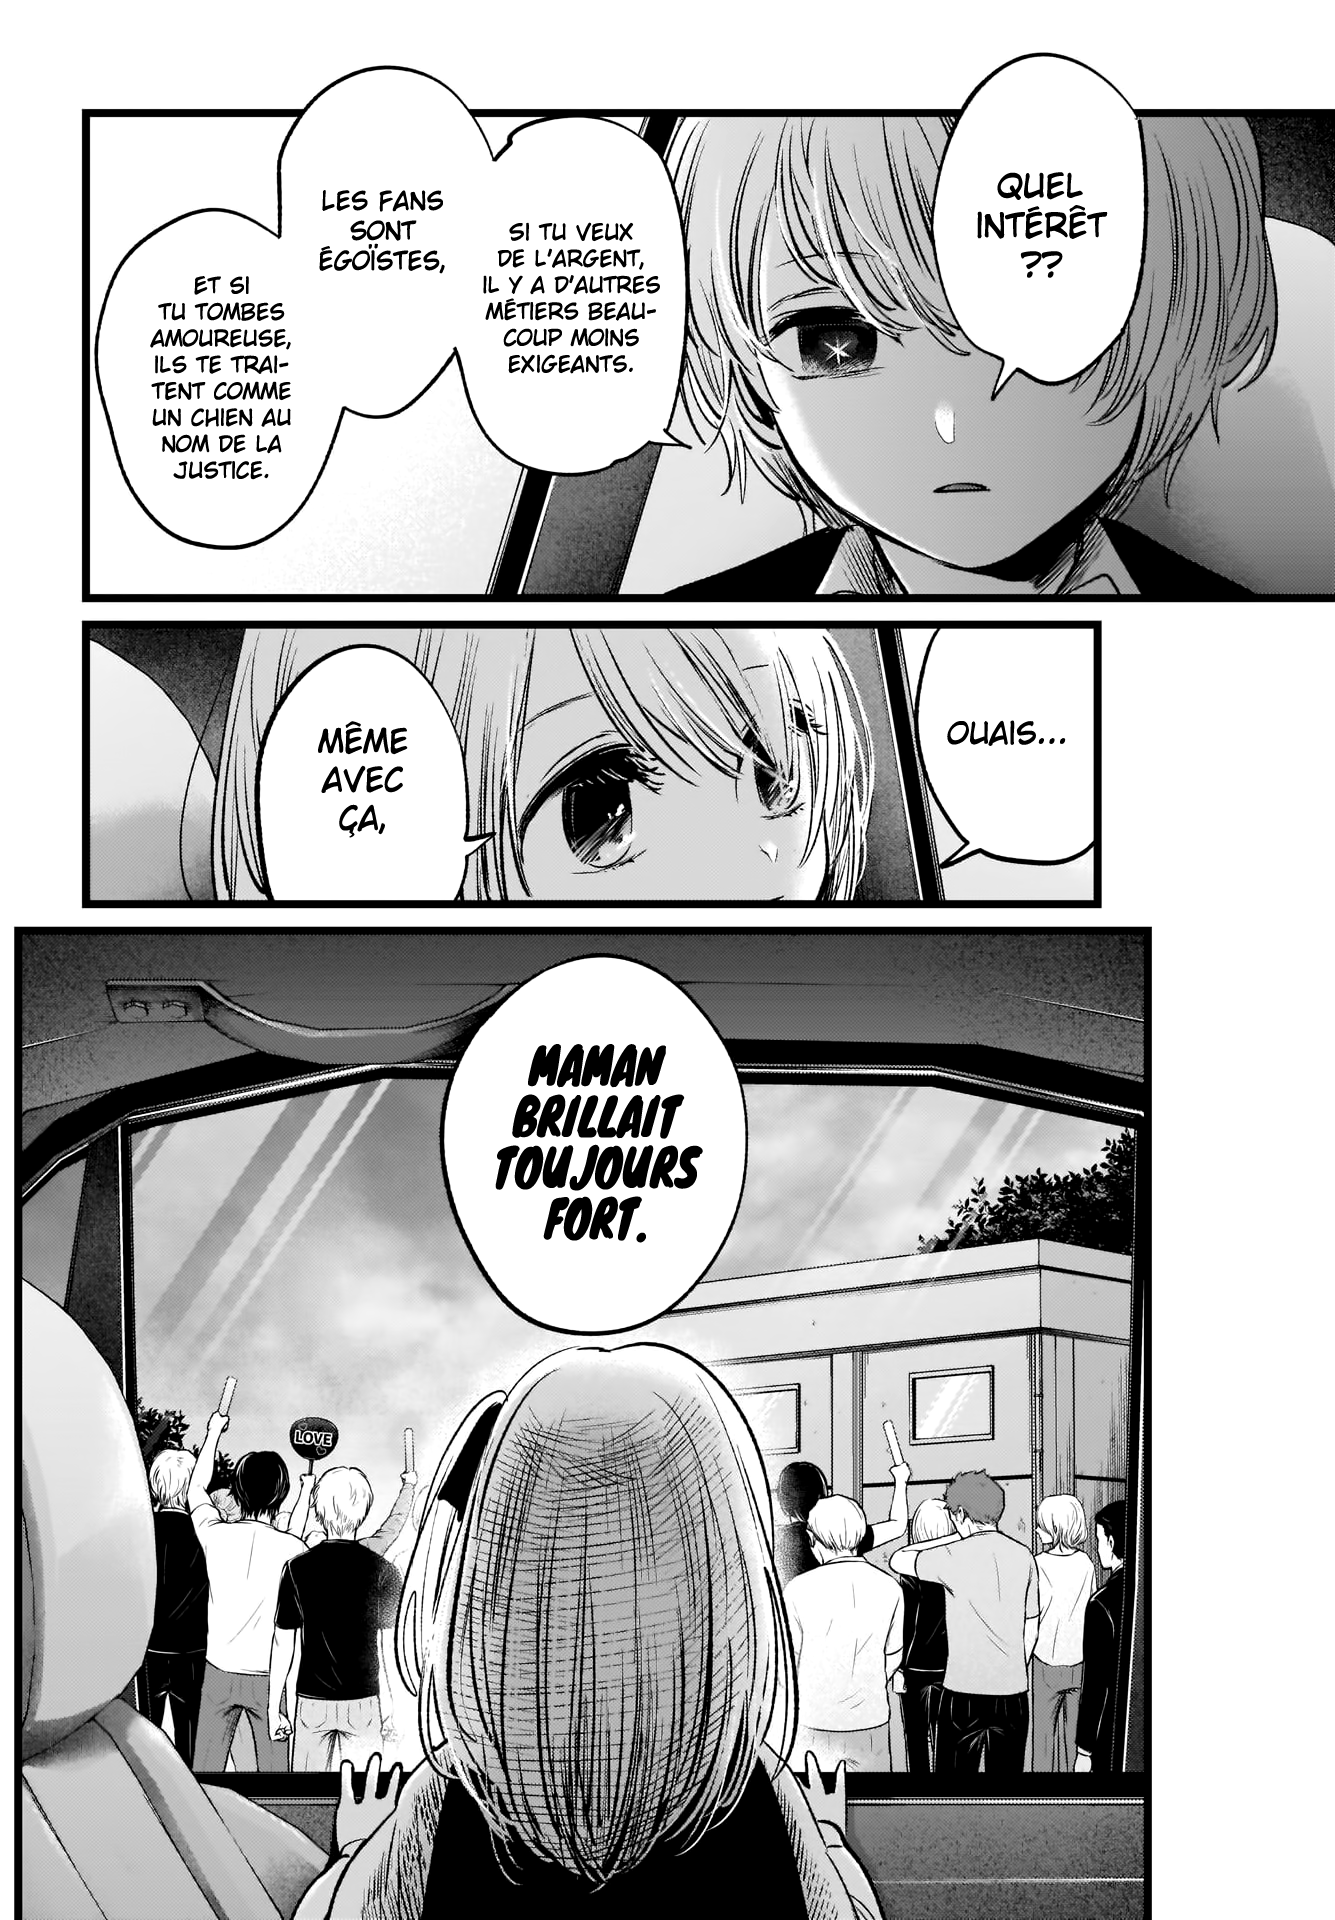 QUEL
INTÉRÊT
??
SI TU VEUX
DE L'ARGENT,
IL Y A D'AUTRES
MÉTIERS BEAU-
COUP MOINS
EXIGEANTS.
LES FANS
SONT
ÉGOÏSTES,
ET SI
TU TOMBES
AMOUREUSE,
ILS TE TRAI-
TENT COMME
UN CHIEN AU
NOM DE LA
JUSTICE.
OUAIS...
MÊME
AVEC
ÇA,
MAMAN
BRILLAIT
TOUJOURS
FORT.
LOVE